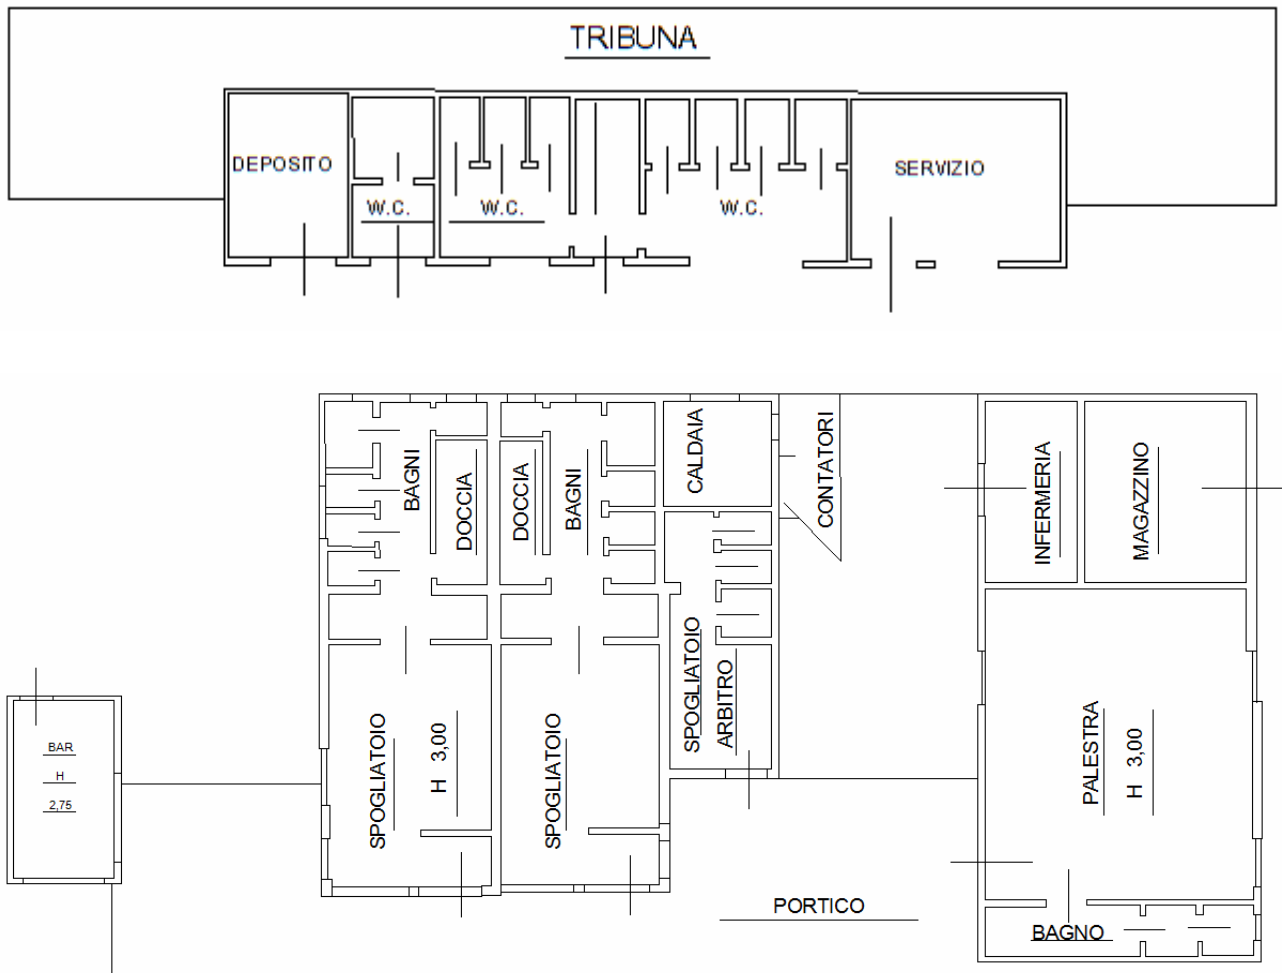 TRIBUNA
DEPOSITO
SERVIZIO
W.C.
W.C.
W.C.
BAGNI
DOCCIA
DOCCIA
BAGNI
CALDAIA
CONTATORI
INFERMERIA
MAGAZZINO
SPOGLIATOIO
ARBITRO
SPOGLIATOIO
H 3,00
SPOGLIATOIO
PALESTRA
H 3,00
BAR
H
2,75
PORTICO
BAGNO